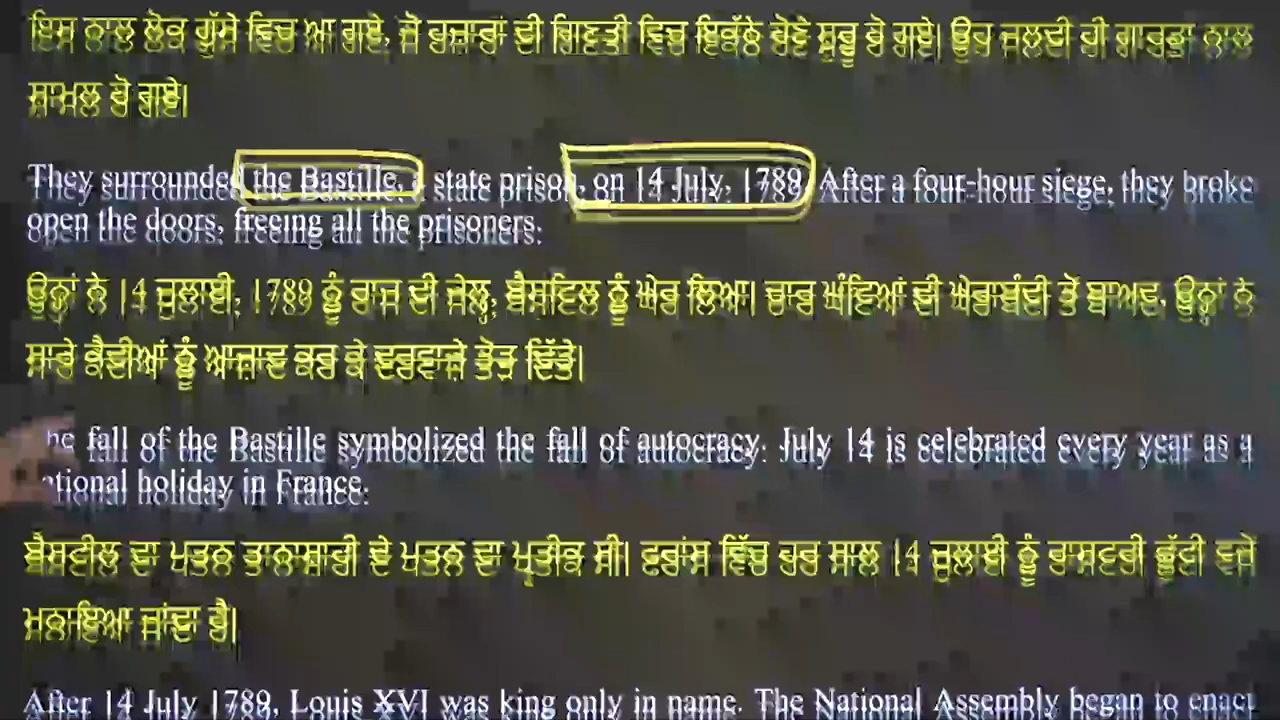 ਇਸ ਨਾਲ ਲੋਕ ਗੁੱਸੇ ਵਿਚ ਆ ਗਏ, ਜੋ ਹਜ਼ਾਰਾਂ ਦੀ ਗਿਣਤੀ ਵਿਚ ਇਕੱਠੇ ਹੋਣੇ ਸ਼ੁਰੂ ਹੋ ਗਏ। ਉਹ ਜਲਦੀ ਹੀ ਗਾਰਡਾਂ ਨਾਲ
ਸ਼ਾਮਲ ਹੋ ਗਏ।
They surrounded the Bastille, a state prison, on 14 July, 1789. After a four-hour siege, they broke
open the doors, freeing all the prisoners.
ਉਨ੍ਹਾਂ ਨੇ 14 ਜੁਲਾਈ, 1789 ਨੂੰ ਰਾਜ ਦੀ ਜੇਲ੍ਹ, ਬੈਸਟਿਲ ਨੂੰ ਘੇਰ ਲਿਆ। ਚਾਰ ਘੰਟਿਆਂ ਦੀ ਘੇਰਾਬੰਦੀ ਤੋਂ ਬਾਅਦ, ਉਨ੍ਹਾਂ ਨੇ
ਸਾਰੇ ਕੈਦੀਆਂ ਨੂੰ ਆਜ਼ਾਦ ਕਰ ਕੇ ਦਰਵਾਜ਼ੇ ਤੋੜ ਦਿੱਤੇ।
he fall of the Bastille symbolized the fall of autocracy. July 14 is celebrated every year as a
ational holiday in France.
ਬੈਸਟੀਲ ਦਾ ਪਤਨ ਤਾਨਾਸ਼ਾਹੀ ਦੇ ਪਤਨ ਦਾ ਪ੍ਰਤੀਕ ਸੀ। ਫਰਾਂਸ ਵਿੱਚ ਹਰ ਸਾਲ 14 ਜੁਲਾਈ ਨੂੰ ਰਾਸ਼ਟਰੀ ਛੁੱਟੀ ਵਜੋਂ
ਮਨਾਇਆ ਜਾਂਦਾ ਹੈ।
After 14 July 1789, Louis XVI was king only in name. The National Assembly began to enact